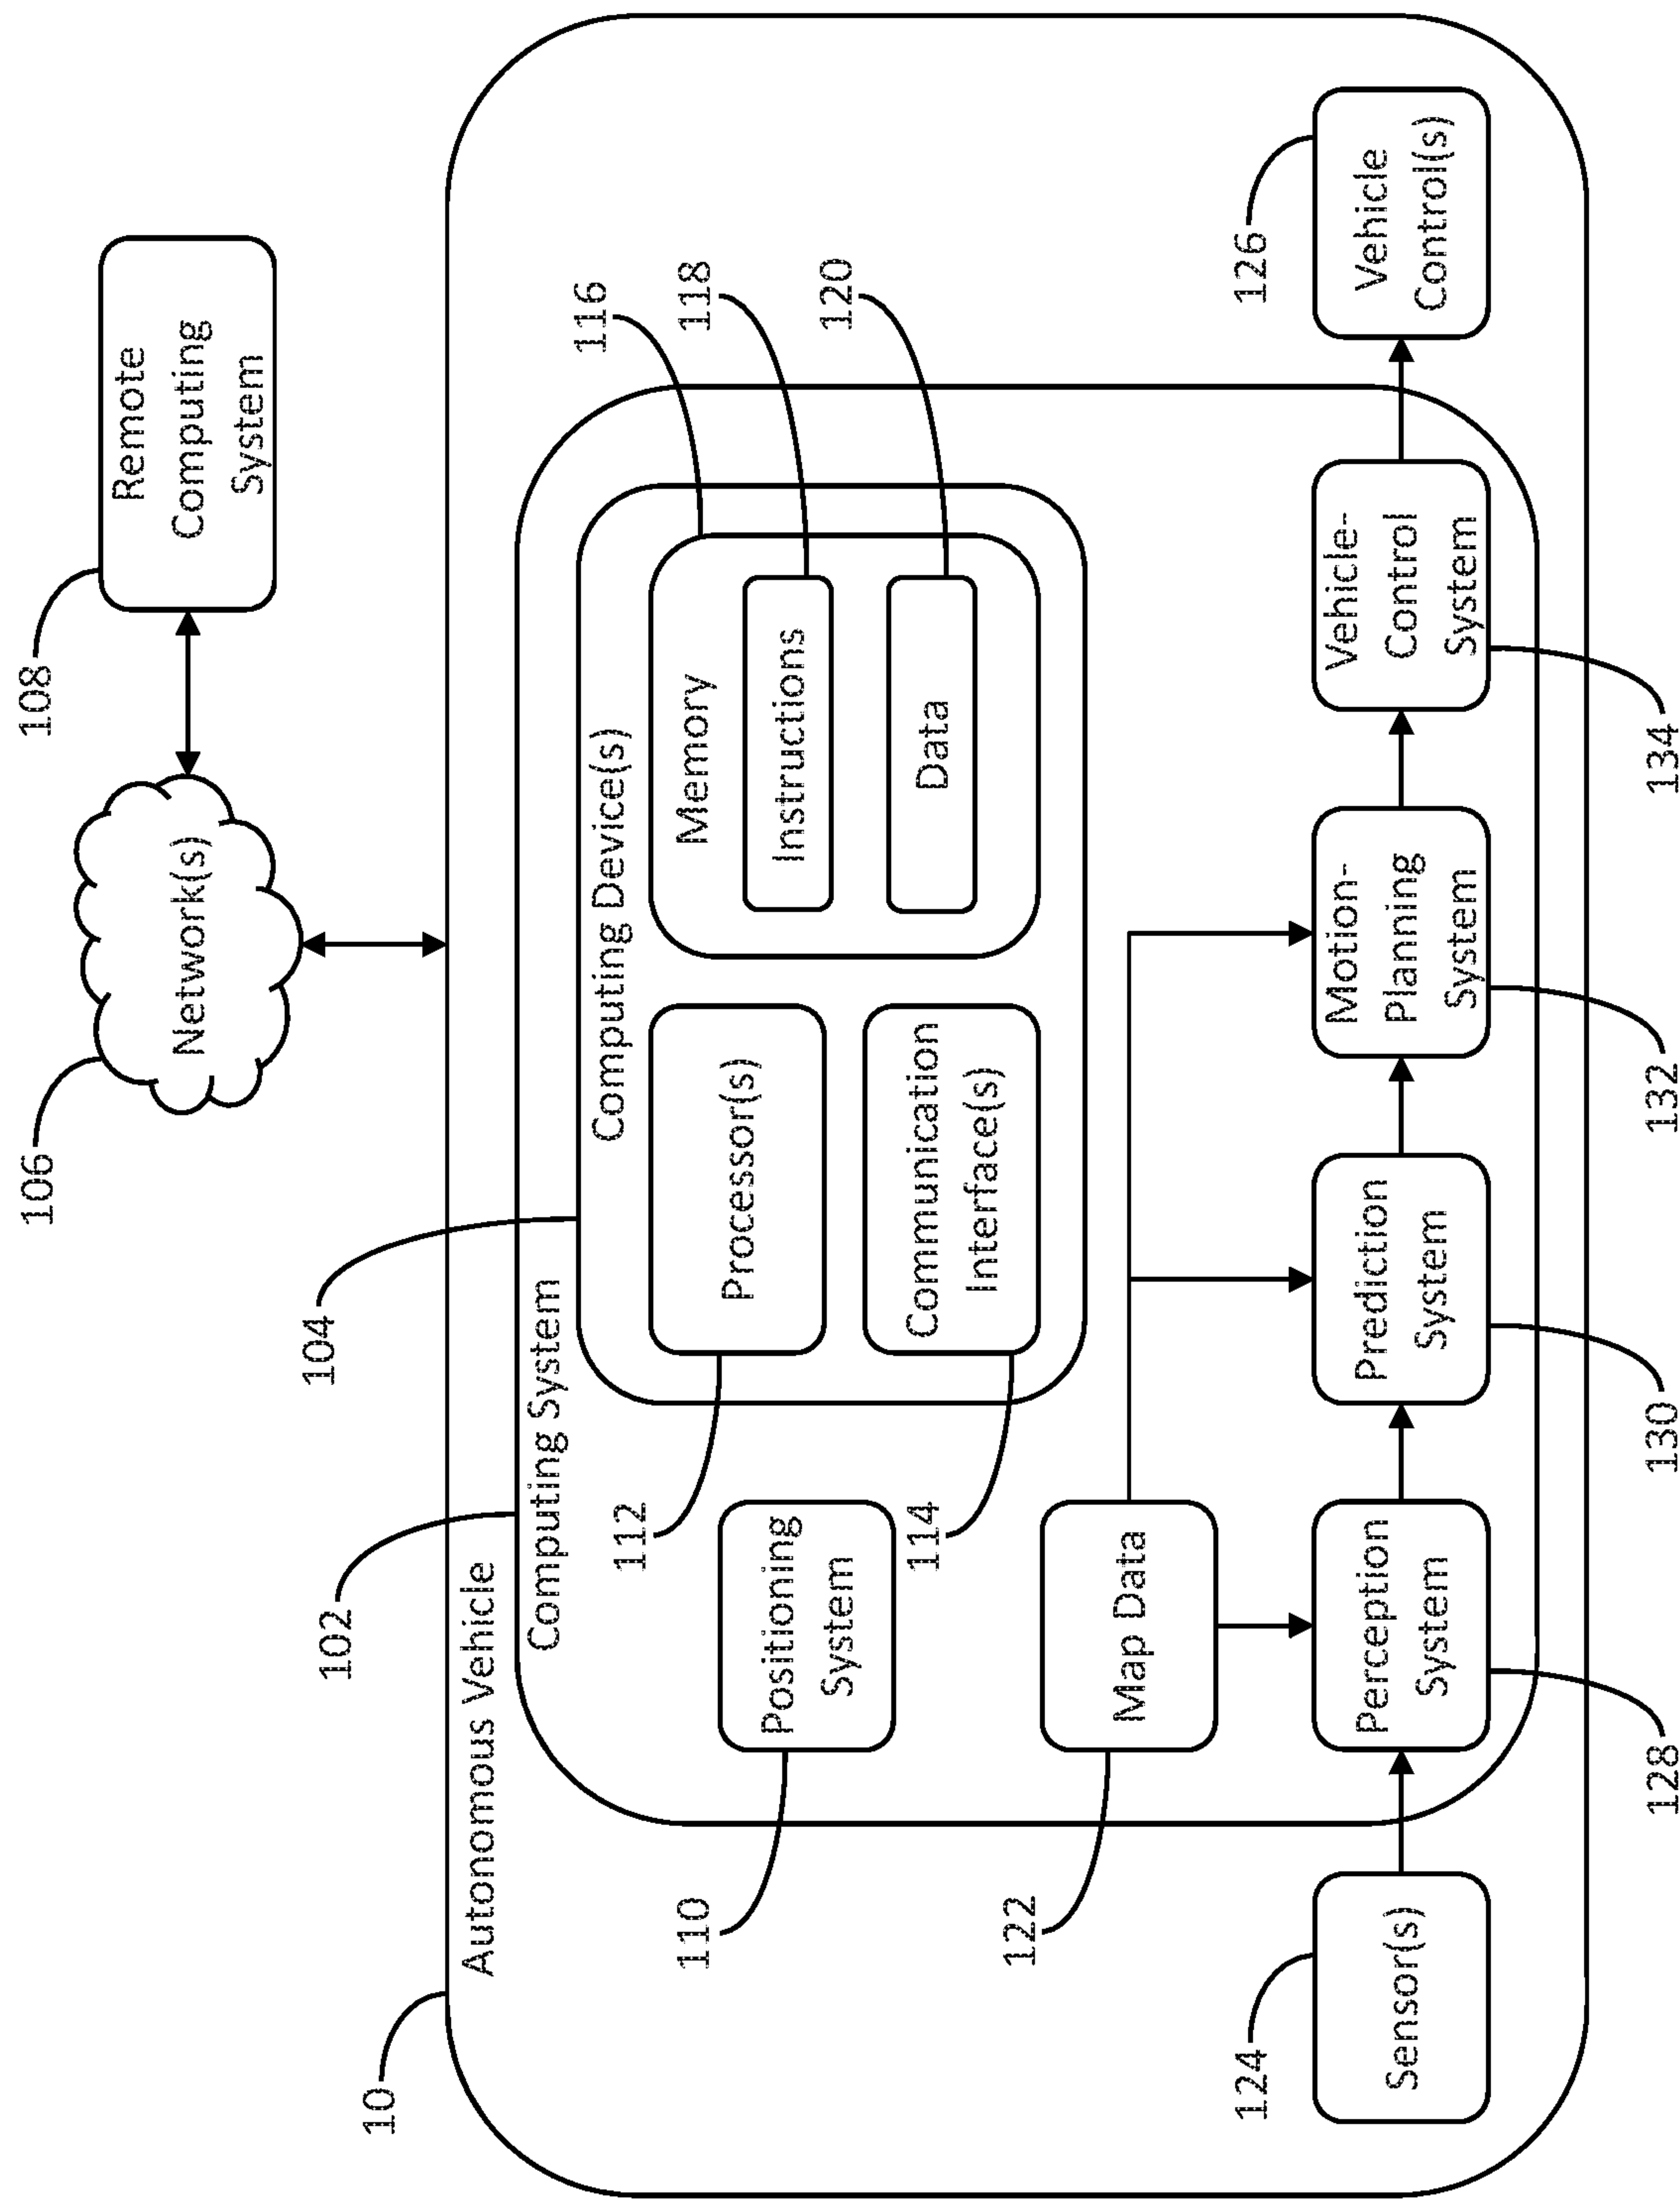 108
Remote
Computing
System
106
Network(s)
10
Autonomous Vehicle
102
Computing System
104
Computing Device(s)
110
Positioning
System
112
Processor(s)
114
Communication
Interface(s)
116
Memory
118
Instructions
120
Data
122
Map Data
124
Sensor(s)
Perception
System
128
Prediction
System
130
Motion-
Planning
System
132
Vehicle-
Control
System
134
126
Vehicle
Control(s)